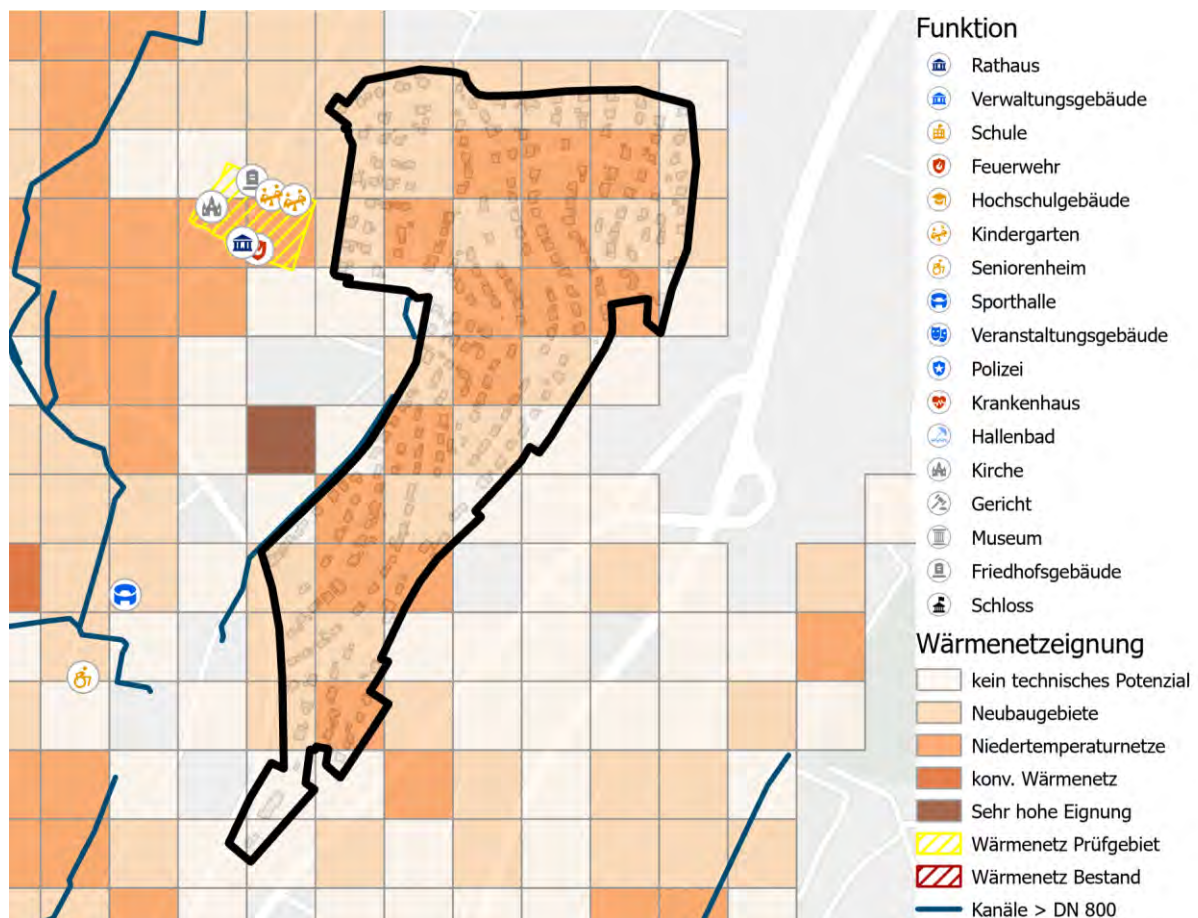 Funktion
Rathaus
Verwaltungsgebäude
Schule
Feuerwehr
Hochschulgebäude
Kindergarten
Seniorenheim
Sporthalle
Veranstaltungsgebäude
Polizei
Krankenhaus
Hallenbad
Kirche
Gericht
Museum
Friedhofsgebäude
Schloss
Wärmenetzeignung
kein technisches Potenzial
Neubaugebiete
Niedertemperaturnetze
konv. Wärmenetz
Sehr hohe Eignung
Wärmenetz Prüfgebiet
Wärmenetz Bestand
Kanäle > DN 800